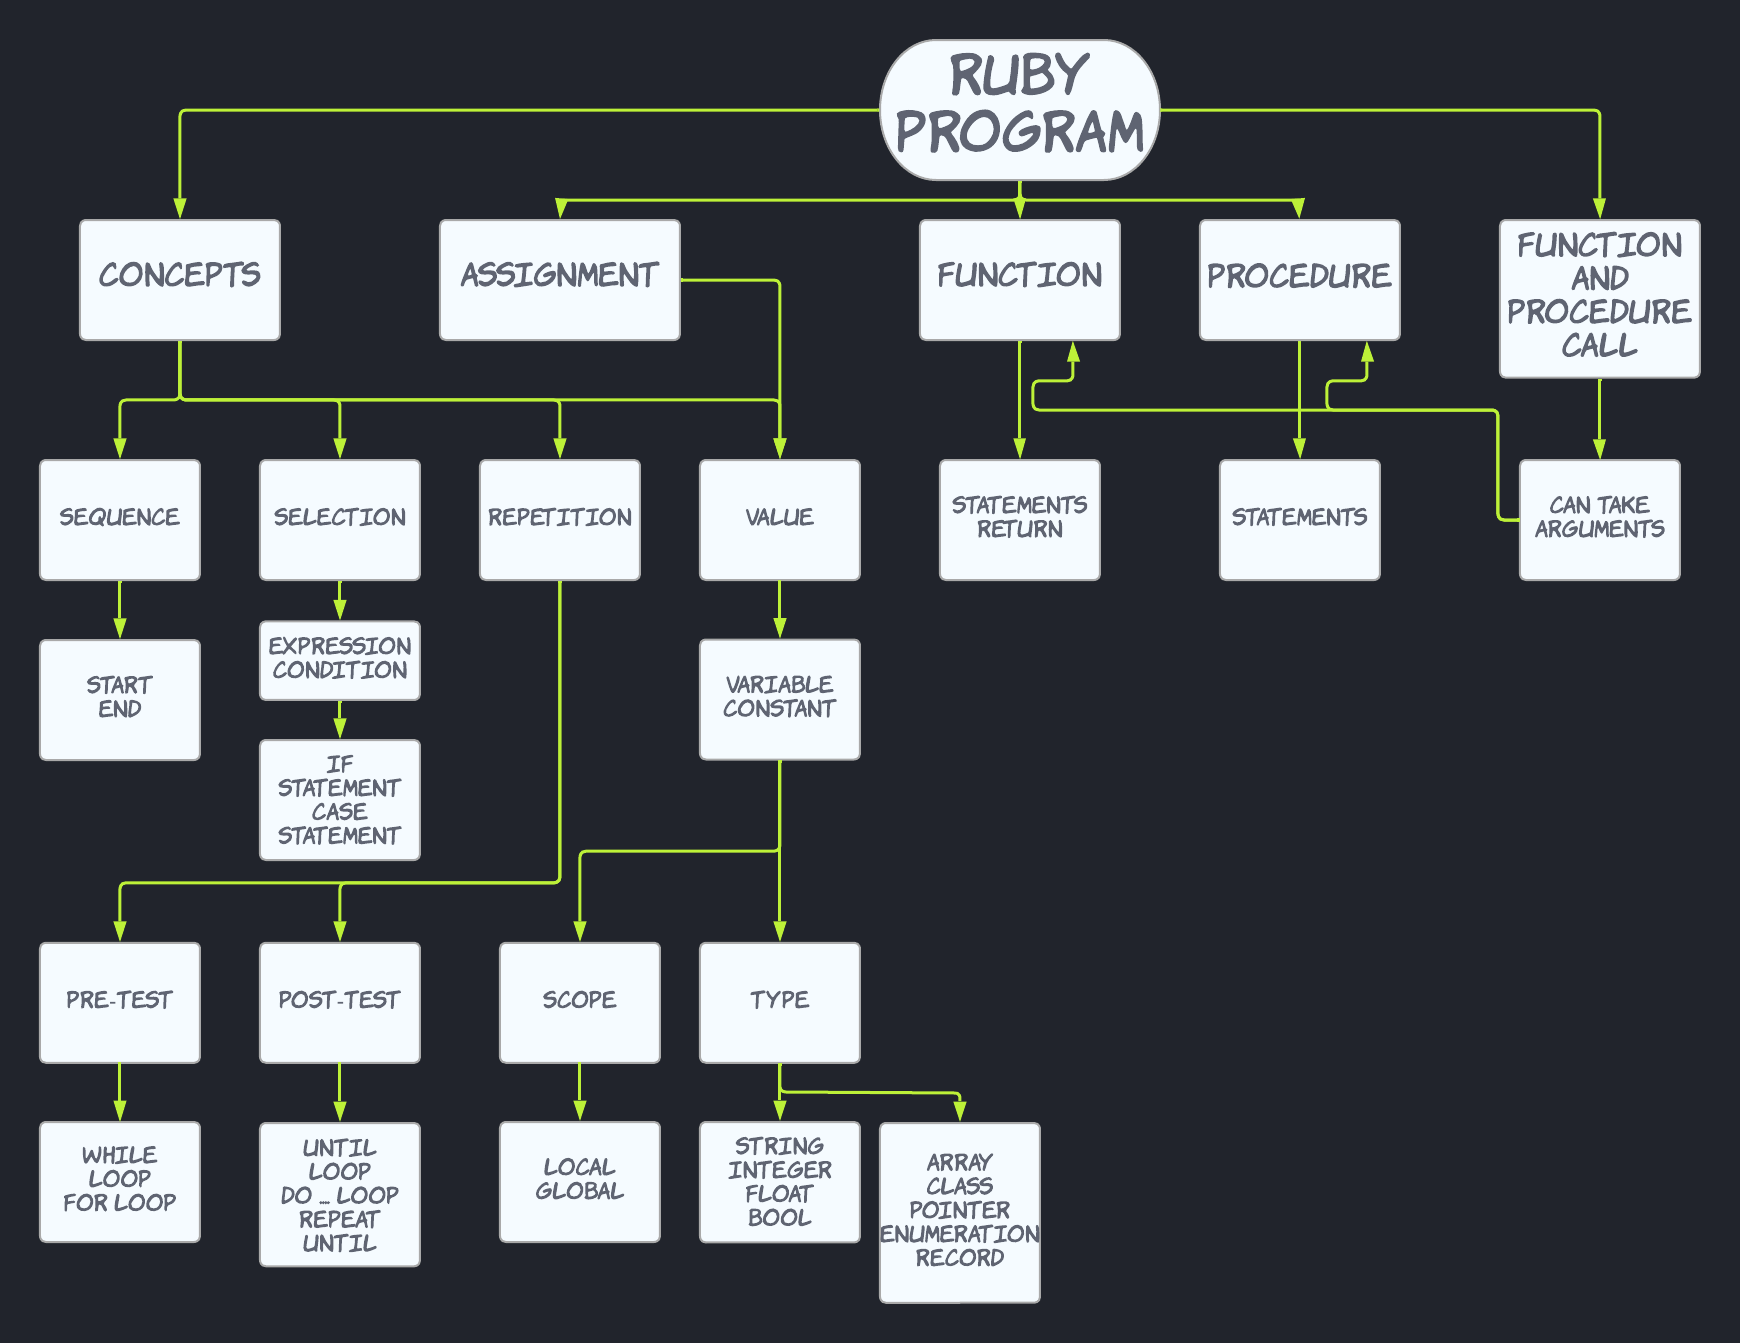 RUBY
PROGRAM
CONCEPTS
ASSIGNMENT
FUNCTION
PROCEDURE
FUNCTION
AND
PROCEDURE
CALL
SEQUENCE
SELECTION
REPETITION
VALUE
STATEMENTS
RETURN
STATEMENTS
CAN TAKE
ARGUMENTS
START
END
EXPRESSION
CONDITION
VARIABLE
CONSTANT
IF
STATEMENT
CASE
STATEMENT
PRE-TEST
POST-TEST
SCOPE
TYPE
WHILE
LOOP
FOR LOOP
UNTIL
LOOP
DO ... LOOP
REPEAT
UNTIL
LOCAL
GLOBAL
STRING
INTEGER
FLOAT
BOOL
ARRAY
CLASS
POINTER
ENUMERATION
RECORD